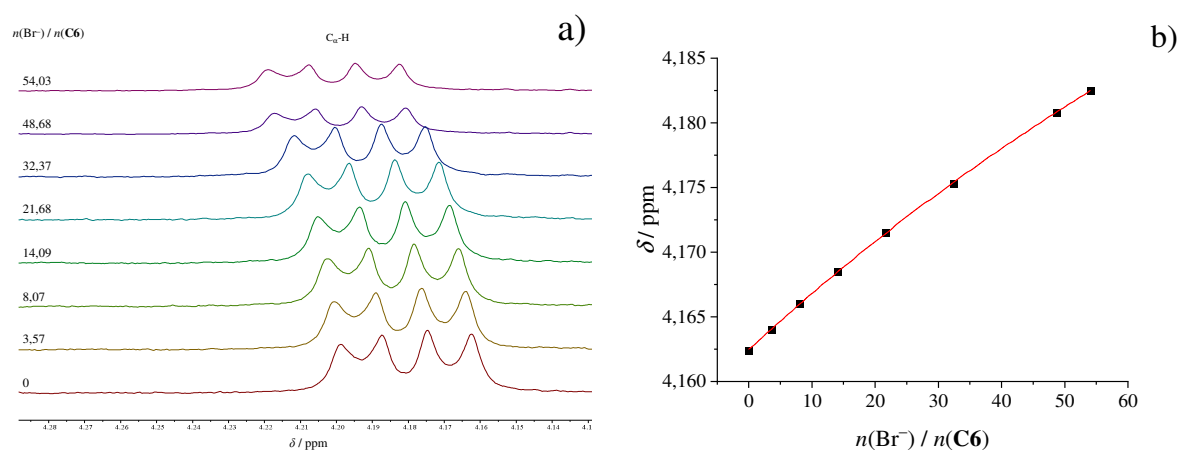 n(Br⁻) / n(C6)
Cα-H
a)
54,03
48,68
32,37
21,68
14,09
8,07
3,57
0
4.28 4.27 4.26 4.25 4.24 4.23 4.22 4.21 4.20 4.19 4.18 4.17 4.16 4.15 4.14 4.1
δ / ppm
b)
4,185
4,180
4,175
4,170
4,165
4,160
δ / ppm
0 10 20 30 40 50 60
n(Br⁻) / n(C6)